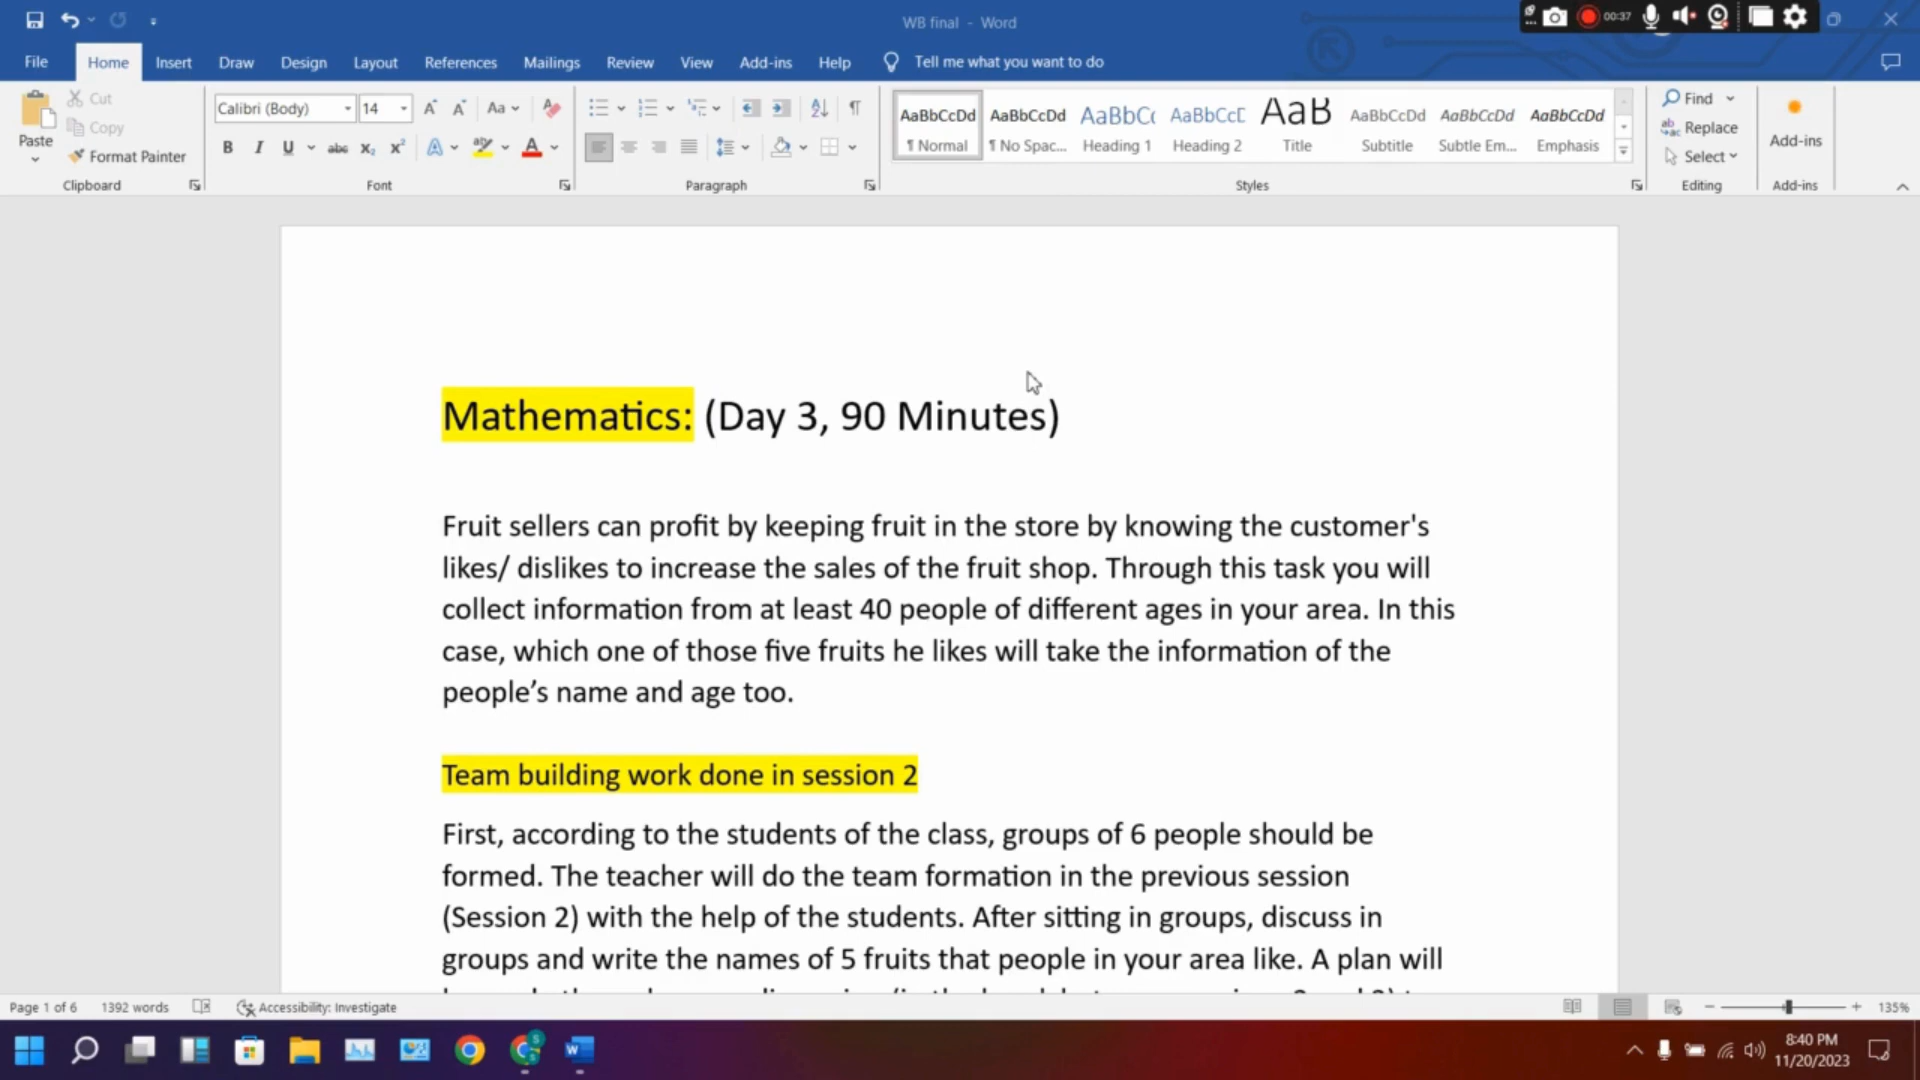 WB final - Word
00:37
File Home Insert Draw Design Layout References Mailings Review View Add-ins Help Tell me what you want to do
Paste
Cut
Copy
Format Painter
Clipboard
Calibri (Body) 14
Font
Paragraph
AaBbCcDd AaBbCcDd AaBbCc AaBbCcD AaB AaBbCcDd AaBbCcDd AaBbCcDd
¶ Normal ¶ No Spac... Heading 1 Heading 2 Title Subtitle Subtle Em... Emphasis
Styles
Find
Replace
Select
Editing
Add-ins
Add-ins
Mathematics: (Day 3, 90 Minutes)
Fruit sellers can profit by keeping fruit in the store by knowing the customer's
likes/ dislikes to increase the sales of the fruit shop. Through this task you will
collect information from at least 40 people of different ages in your area. In this
case, which one of those five fruits he likes will take the information of the
people’s name and age too.
Team building work done in session 2
First, according to the students of the class, groups of 6 people should be
formed. The teacher will do the team formation in the previous session
(Session 2) with the help of the students. After sitting in groups, discuss in
groups and write the names of 5 fruits that people in your area like. A plan will
Page 1 of 6 1392 words Accessibility: Investigate 135%
8:40 PM
11/20/2023